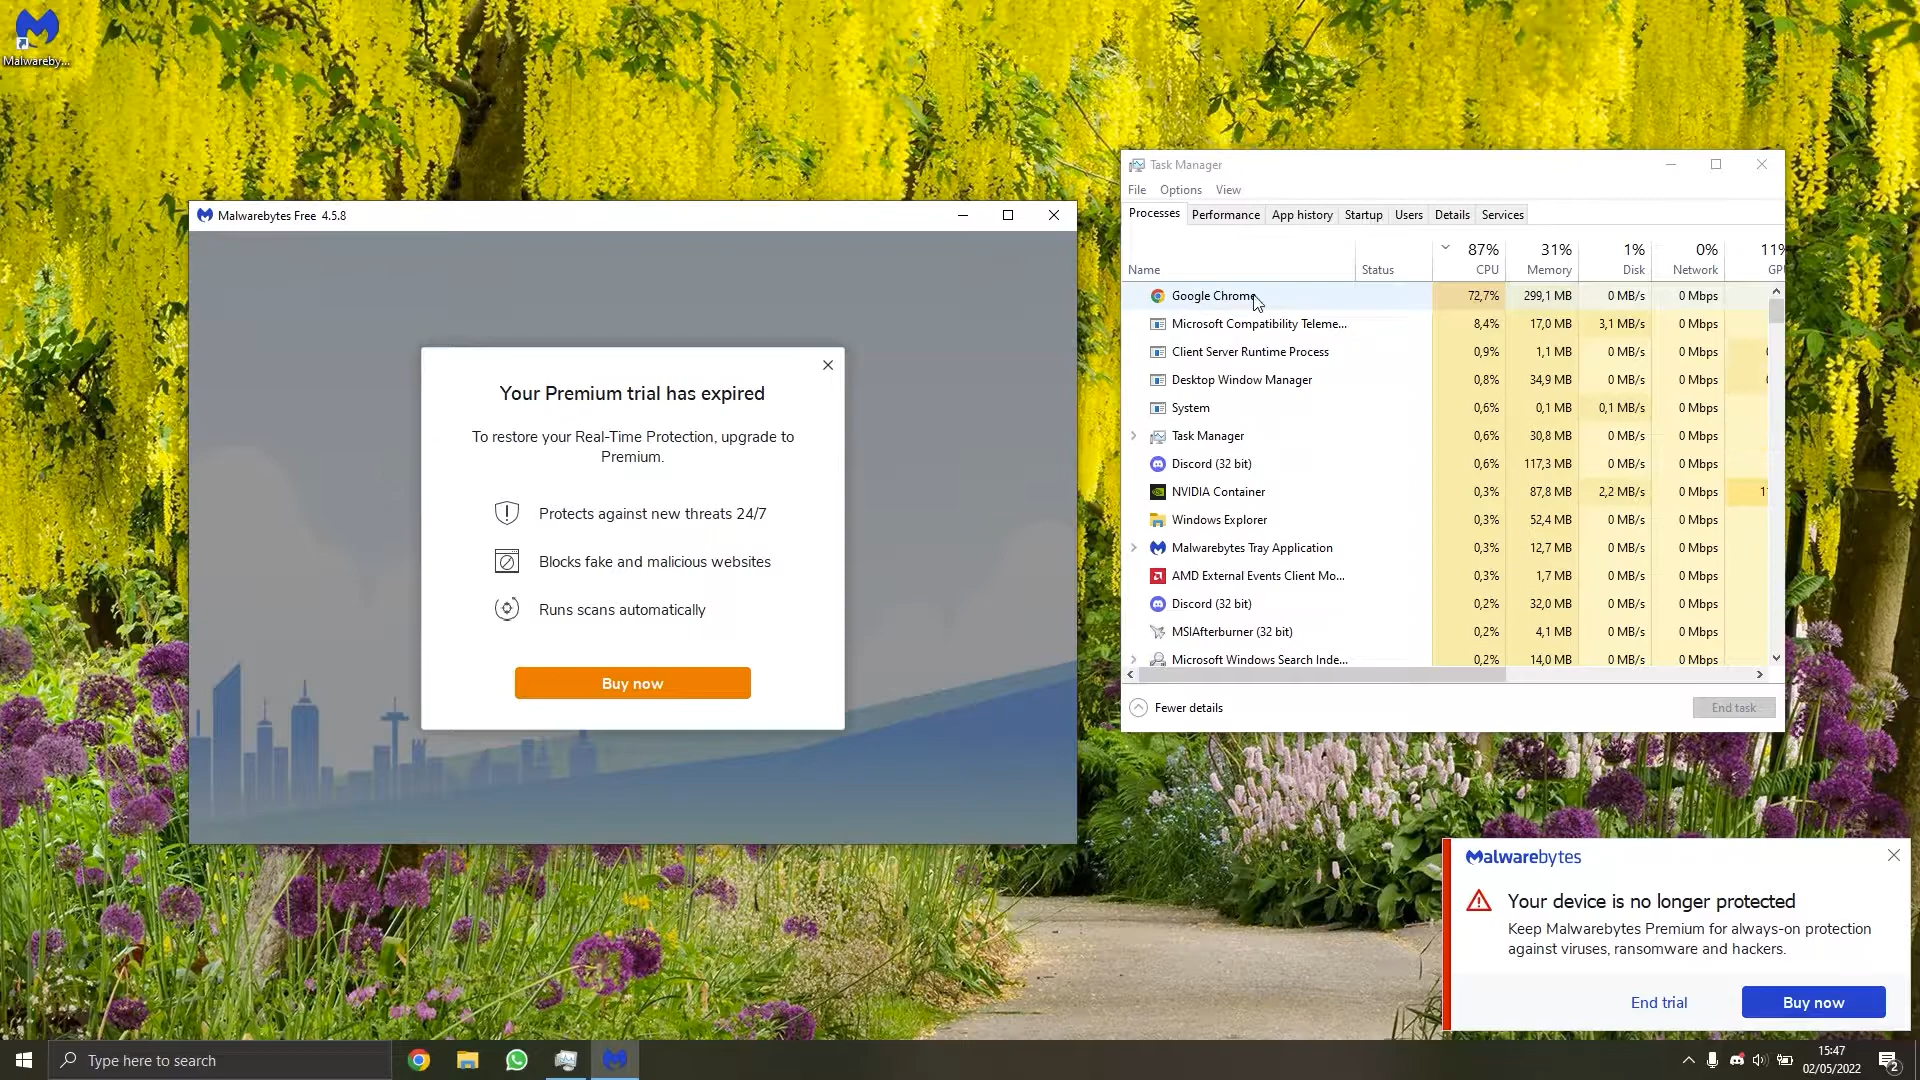 Malwareby...
Malwarebytes Free 4.5.8
Your Premium trial has expired
To restore your Real-Time Protection, upgrade to
Premium.
Protects against new threats 24/7
Blocks fake and malicious websites
Runs scans automatically
Buy now
Task Manager
File Options View
Processes Performance App history Startup Users Details Services
87% 31% 1% 0% 11%
Name Status CPU Memory Disk Network GPU
Google Chrome 72,7% 299,1 MB 0 MB/s 0 Mbps
Microsoft Compatibility Teleme... 8,4% 17,0 MB 3,1 MB/s 0 Mbps
Client Server Runtime Process 0,9% 1,1 MB 0 MB/s 0 Mbps
Desktop Window Manager 0,8% 34,9 MB 0 MB/s 0 Mbps
System 0,6% 0,1 MB 0,1 MB/s 0 Mbps
Task Manager 0,6% 30,8 MB 0 MB/s 0 Mbps
Discord (32 bit) 0,6% 117,3 MB 0 MB/s 0 Mbps
NVIDIA Container 0,3% 87,8 MB 2,2 MB/s 0 Mbps
Windows Explorer 0,3% 52,4 MB 0 MB/s 0 Mbps
Malwarebytes Tray Application 0,3% 12,7 MB 0 MB/s 0 Mbps
AMD External Events Client Mo... 0,3% 1,7 MB 0 MB/s 0 Mbps
Discord (32 bit) 0,2% 32,0 MB 0 MB/s 0 Mbps
MSIAfterburner (32 bit) 0,2% 4,1 MB 0 MB/s 0 Mbps
Microsoft Windows Search Inde... 0,2% 14,0 MB 0 MB/s 0 Mbps
Fewer details
End task
Malwarebytes
Your device is no longer protected
Keep Malwarebytes Premium for always-on protection
against viruses, ransomware and hackers.
End trial Buy now
Type here to search
15:47
02/05/2022
2